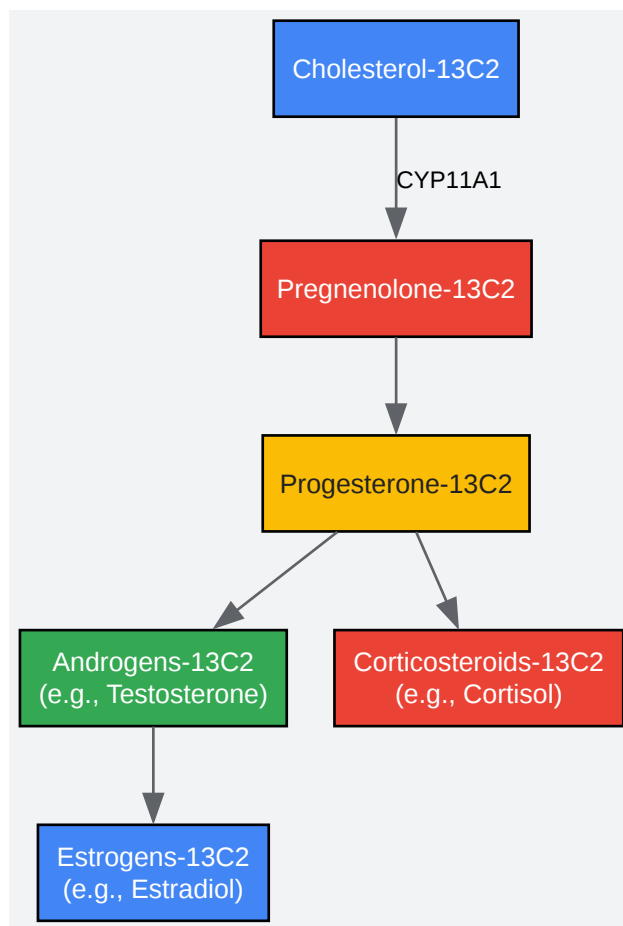 Cholesterol-13C2
CYP11A1
Pregnenolone-13C2
Progesterone-13C2
Androgens-13C2
(e.g., Testosterone)
Corticosteroids-13C2
(e.g., Cortisol)
Estrogens-13C2
(e.g., Estradiol)